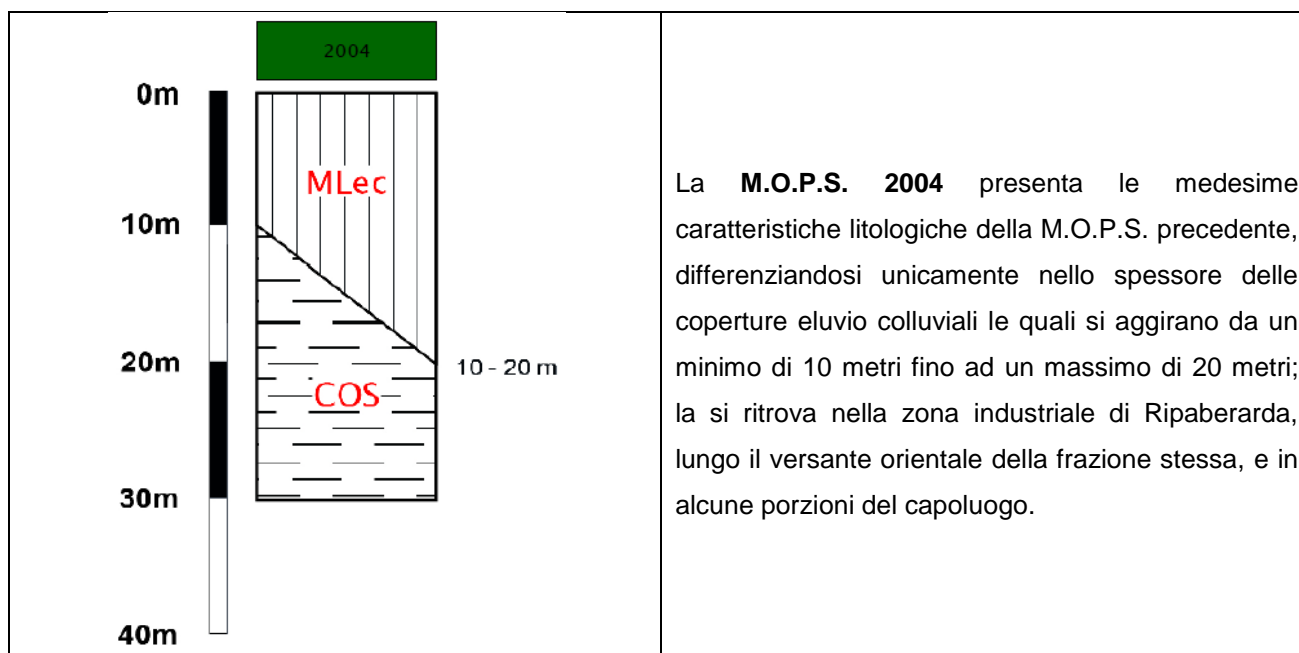 2004
0m
MLec
10m
20m
10 - 20 m
COS
30m
40m
La M.O.P.S. 2004 presenta le medesime
caratteristiche litologiche della M.O.P.S. precedente,
differenziandosi unicamente nello spessore delle
coperture eluvio colluviali le quali si aggirano da un
minimo di 10 metri fino ad un massimo di 20 metri;
la si ritrova nella zona industriale di Ripaberarda,
lungo il versante orientale della frazione stessa, e in
alcune porzioni del capoluogo.